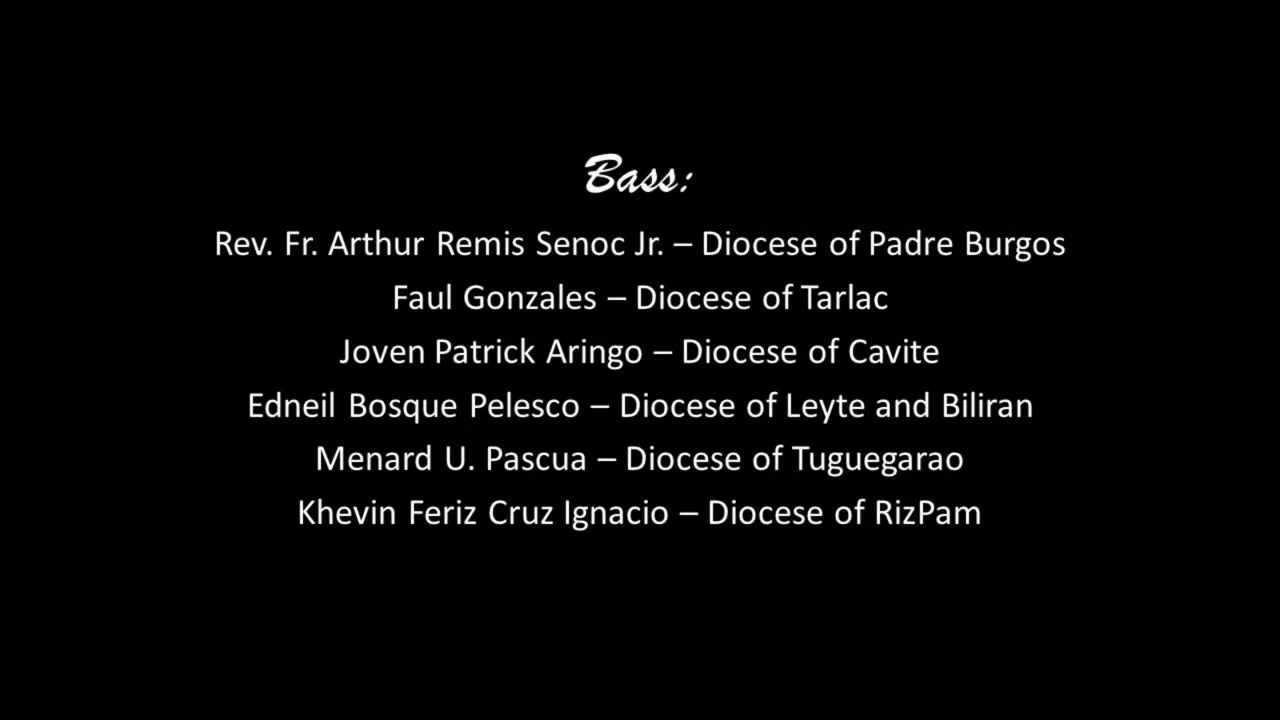 Bass:
Rev. Fr. Arthur Remis Senoc Jr. – Diocese of Padre Burgos
Faul Gonzales – Diocese of Tarlac
Joven Patrick Aringo – Diocese of Cavite
Edneil Bosque Pelesco – Diocese of Leyte and Biliran
Menard U. Pascua – Diocese of Tuguegarao
Khevin Feriz Cruz Ignacio – Diocese of RizPam